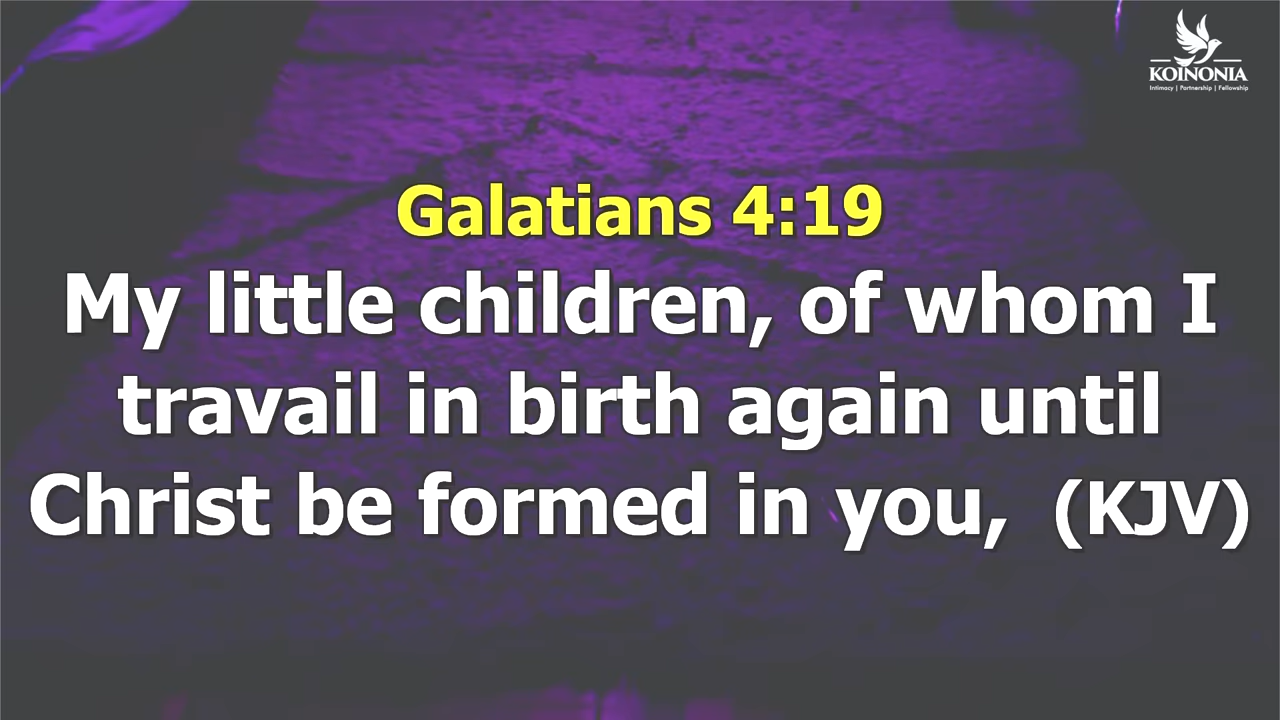 KOINONIA
Intimacy | Partnership | Fellowship
Galatians 4:19
My little children, of whom I
travail in birth again until
Christ be formed in you, (KJV)